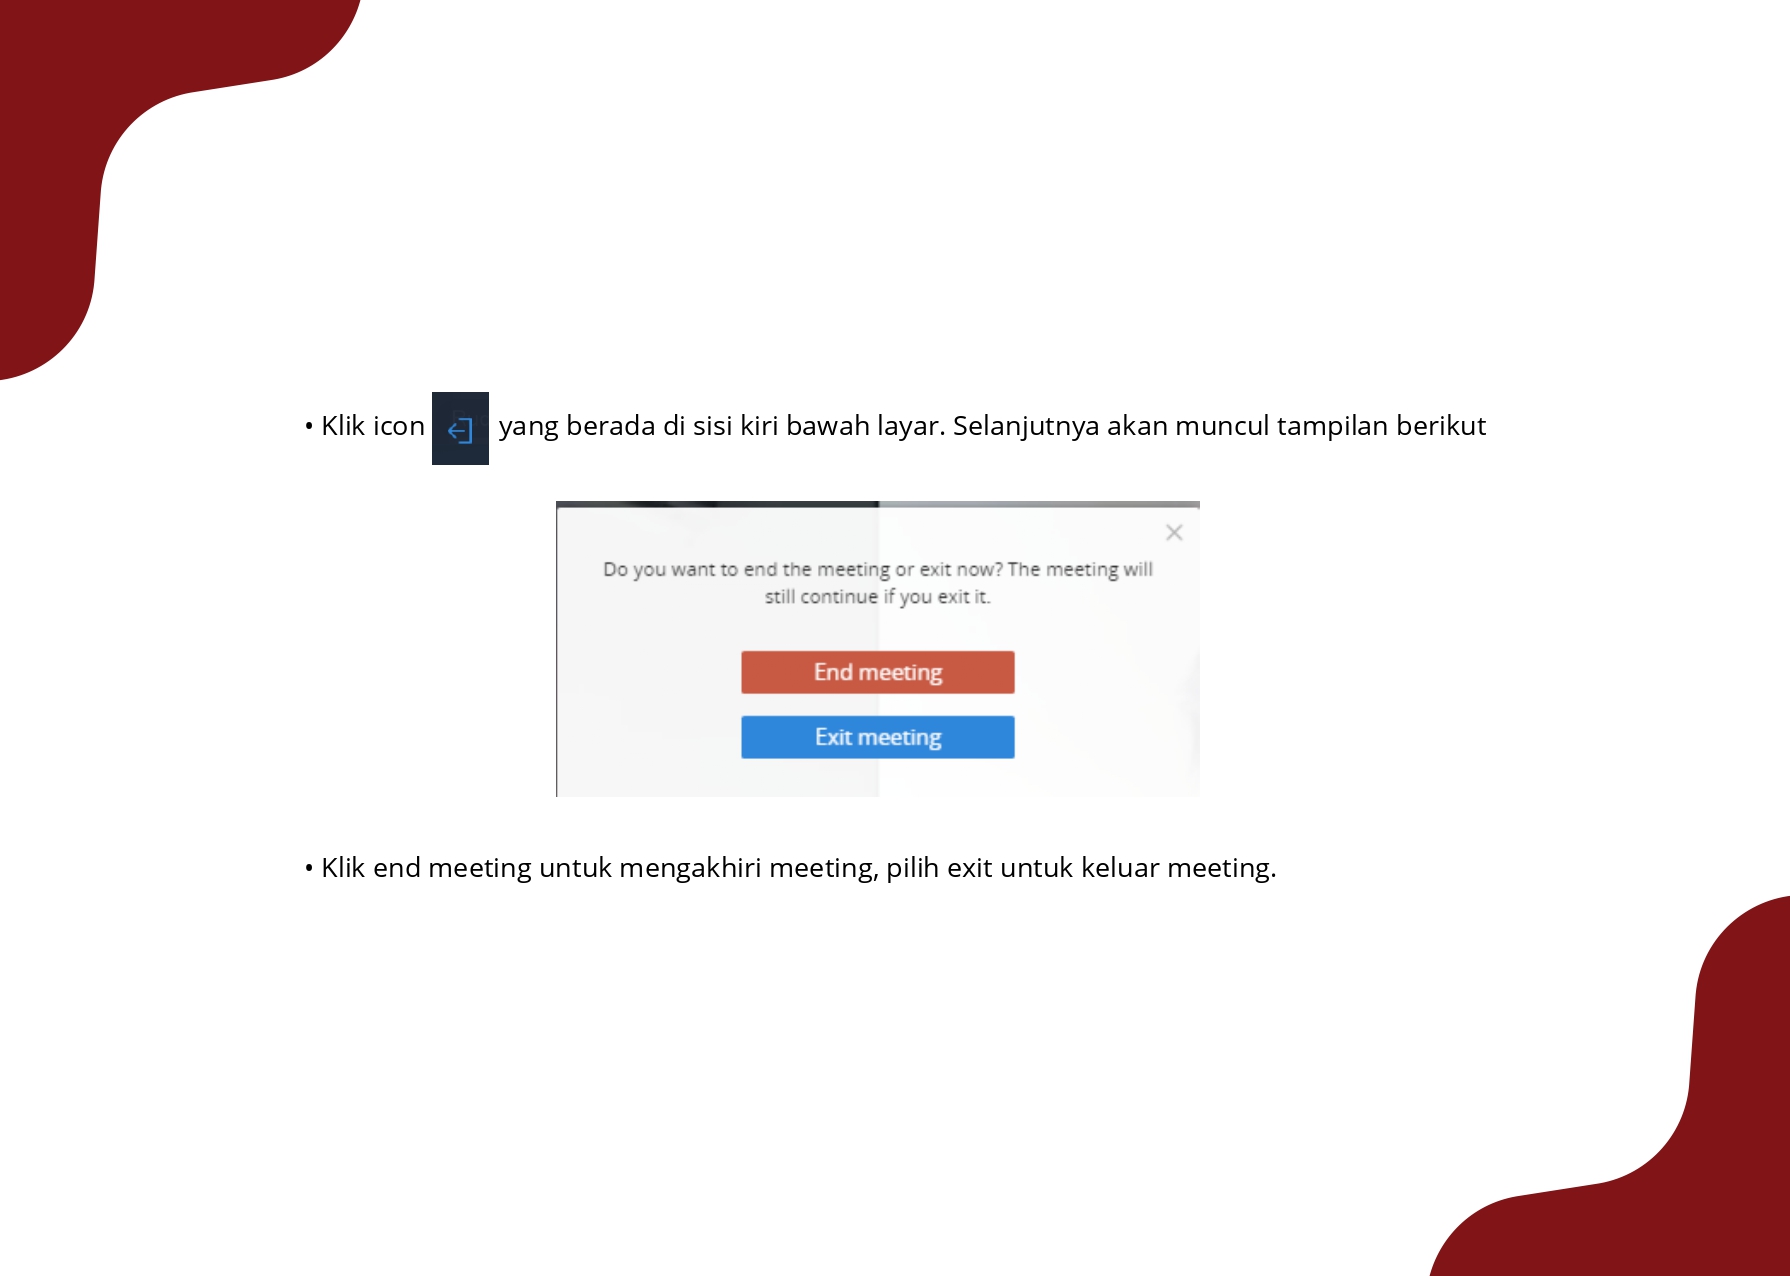 • Klik icon yang berada di sisi kiri bawah layar. Selanjutnya akan muncul tampilan berikut
Do you want to end the meeting or exit now? The meeting will
still continue if you exit it.
End meeting
Exit meeting
• Klik end meeting untuk mengakhiri meeting, pilih exit untuk keluar meeting.